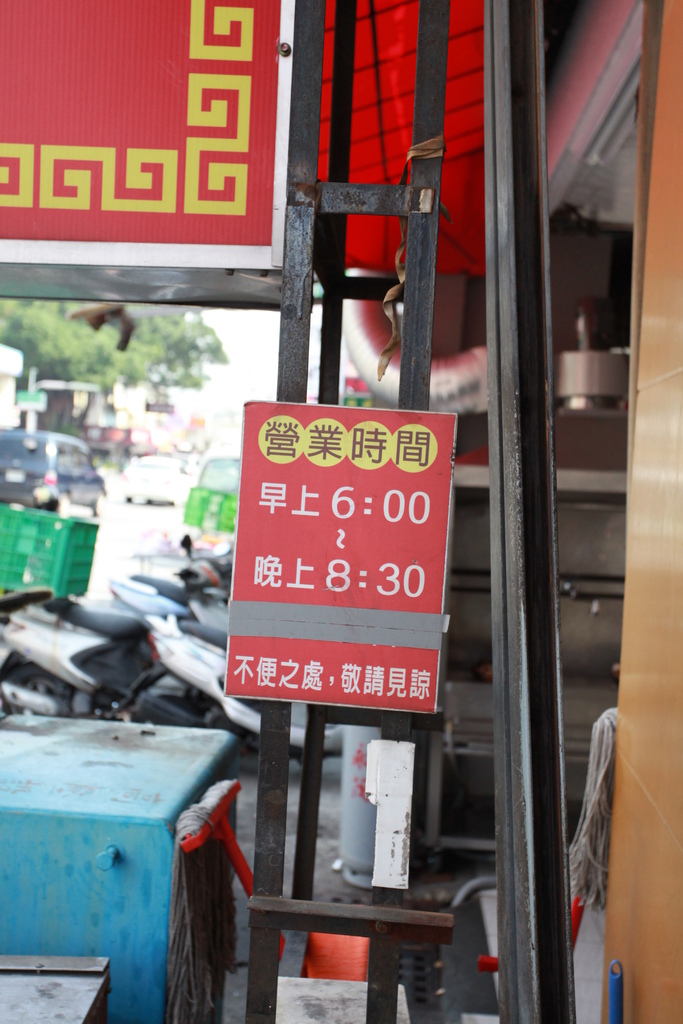 營業時間
早上6:00
~
晚上8:30
不便之處,敬請見諒